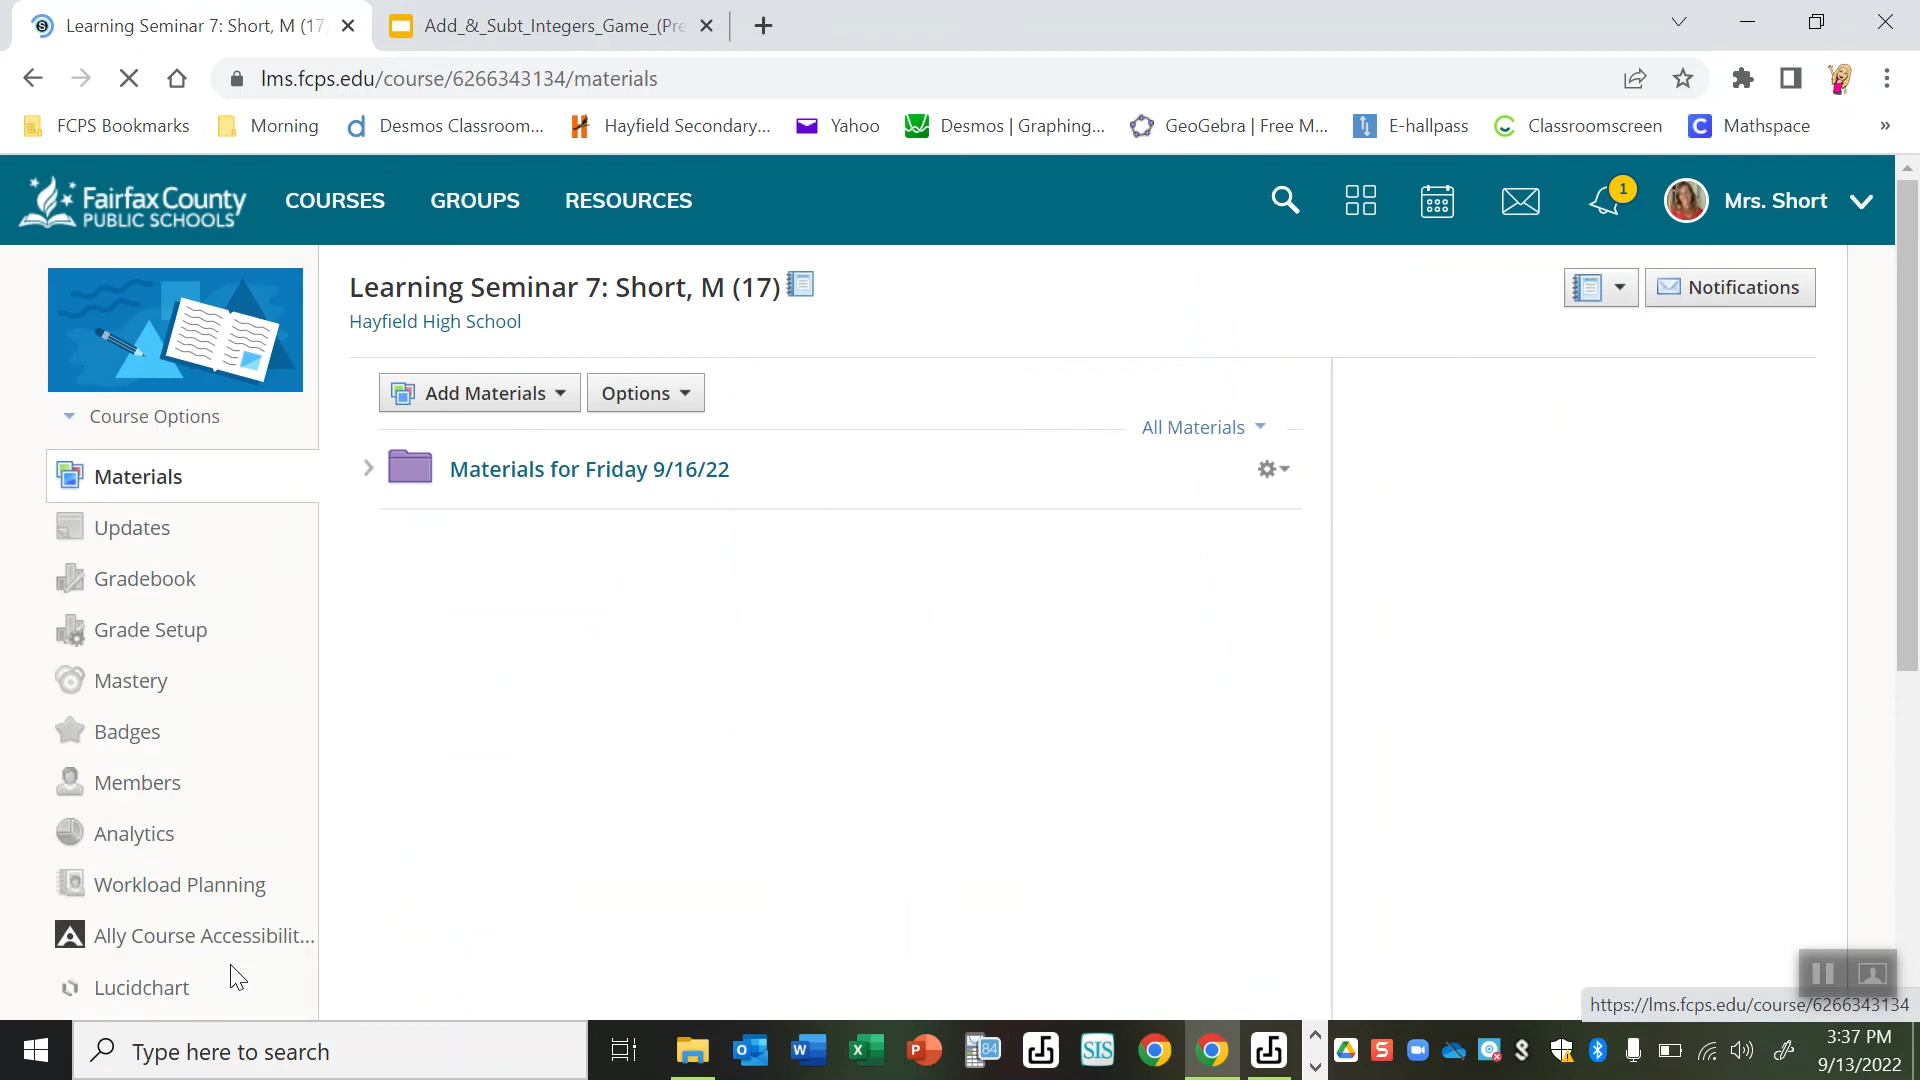 Learning Seminar 7: Short, M (17)
Add_&_Subt_Integers_Game_(Pre
lms.fcps.edu/course/6266343134/materials
FCPS Bookmarks
Morning
Desmos Classroom...
Hayfield Secondary...
Yahoo
Desmos | Graphing...
GeoGebra | Free M...
E-hallpass
Classroomscreen
Mathspace
»
Fairfax County
PUBLIC SCHOOLS
COURSES
GROUPS
RESOURCES
1
Mrs. Short
Learning Seminar 7: Short, M (17)
Hayfield High School
Notifications
Add Materials
Options
All Materials
Materials for Friday 9/16/22
Course Options
Materials
Updates
Gradebook
Grade Setup
Mastery
Badges
Members
Analytics
Workload Planning
Ally Course Accessibilit...
Lucidchart
https://lms.fcps.edu/course/6266343134
Type here to search
84
SIS
3:37 PM
9/13/2022